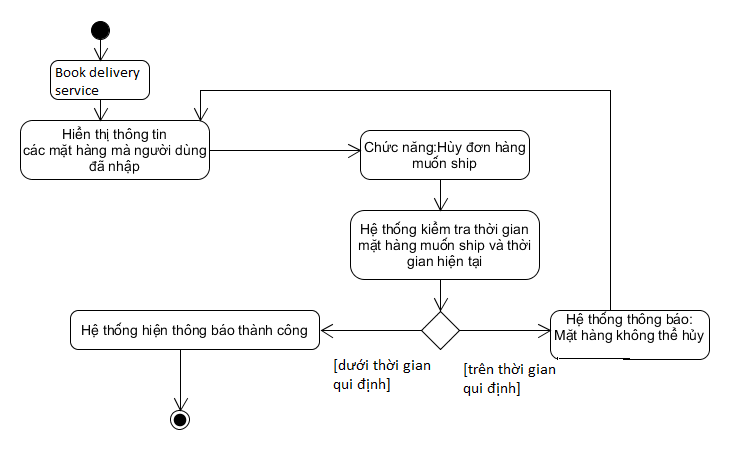 Book delivery
service
Hiển thị thông tin
các mặt hàng mà người dùng
đã nhập
Chức năng:Hủy đơn hàng
muốn ship
Hệ thống kiểm tra thời gian
mặt hàng muốn ship và thời
gian hiện tại
Hệ thống hiện thông báo thành công
Hệ thống thông báo:
Mặt hàng không thể hủy
[dưới thời gian
qui định]
[trên thời gian
qui định]